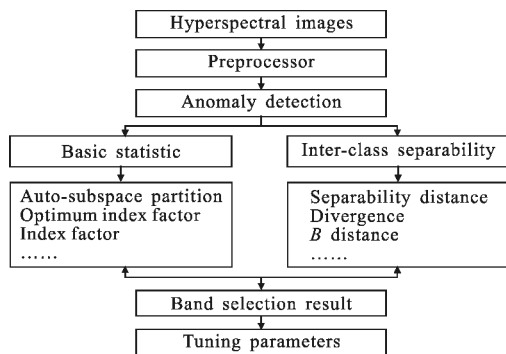 Hyperspectral images
Preprocessor
Anomaly detection
Basic statistic
Inter-class separability
Auto-subspace partition
Optimum index factor
Index factor
……
Separability distance
Divergence
B distance
……
Band selection result
Tuning parameters